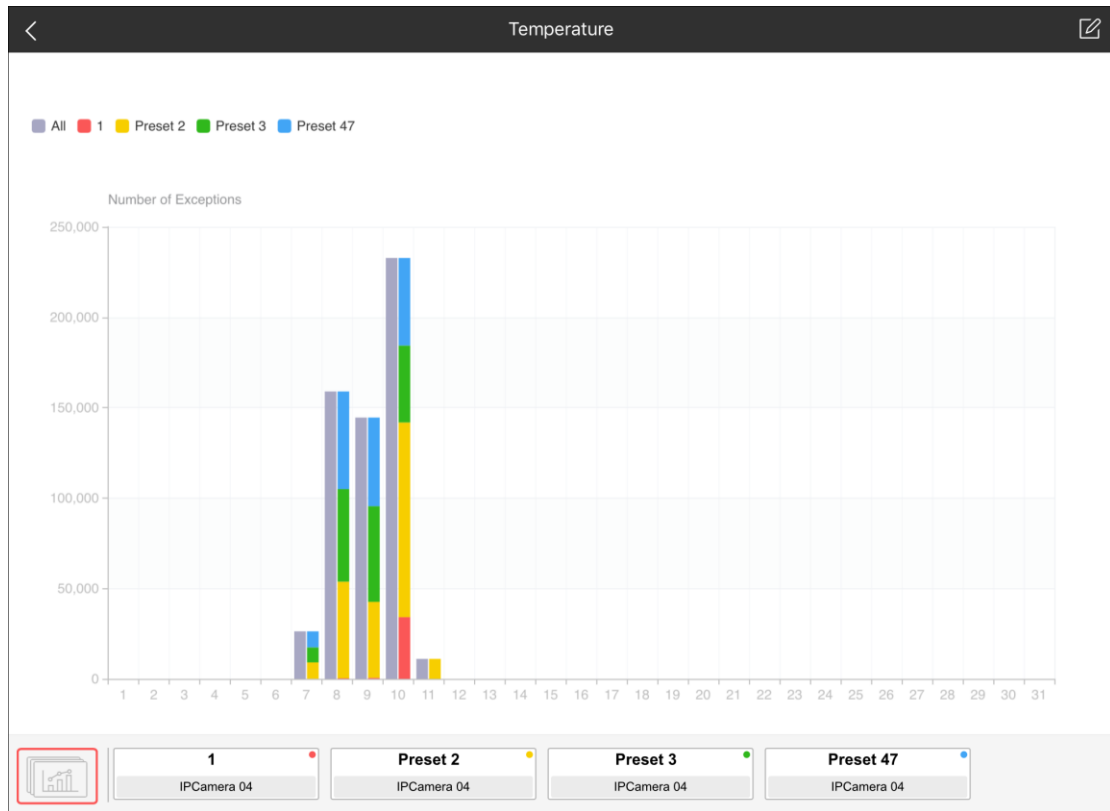 Temperature
All 1 Preset 2 Preset 3 Preset 47
Number of Exceptions
250,000
200,000
150,000
100,000
50,000
0
1 2 3 4 5 6 7 8 9 10 11 12 13 14 15 16 17 18 19 20 21 22 23 24 25 26 27 28 29 30 31
1 Preset 2 Preset 3 Preset 47
IPCamera 04 IPCamera 04 IPCamera 04 IPCamera 04